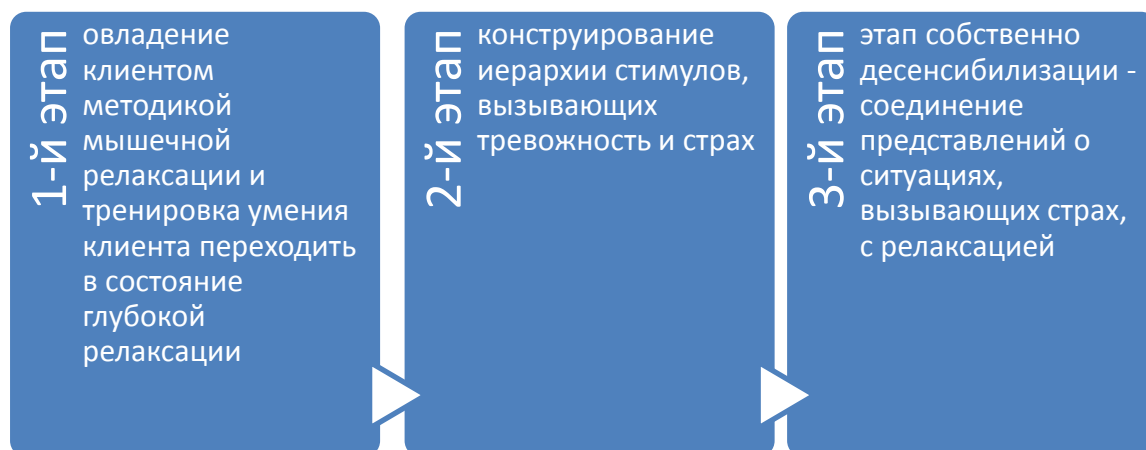 1-й этап
овладение
клиентом
методикой
мышечной
релаксации и
тренировка умения
клиента переходить
в состояние
глубокой
релаксации
2-й этап
конструирование
иерархии стимулов,
вызывающих
тревожность и страх
3-й этап
этап собственно
десенсибилизации -
соединение
представлений о
ситуациях,
вызывающих страх,
с релаксацией